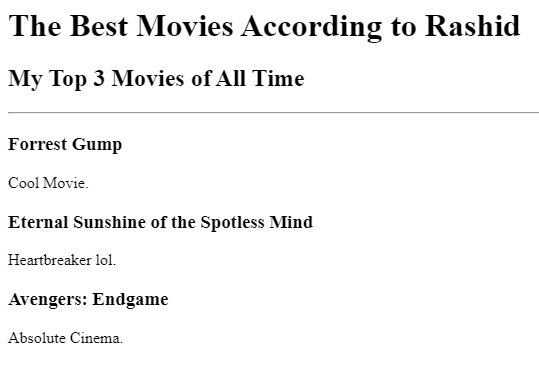 The Best Movies According to Rashid
My Top 3 Movies of All Time
Forrest Gump
Cool Movie.
Eternal Sunshine of the Spotless Mind
Heartbreaker lol.
Avengers: Endgame
Absolute Cinema.